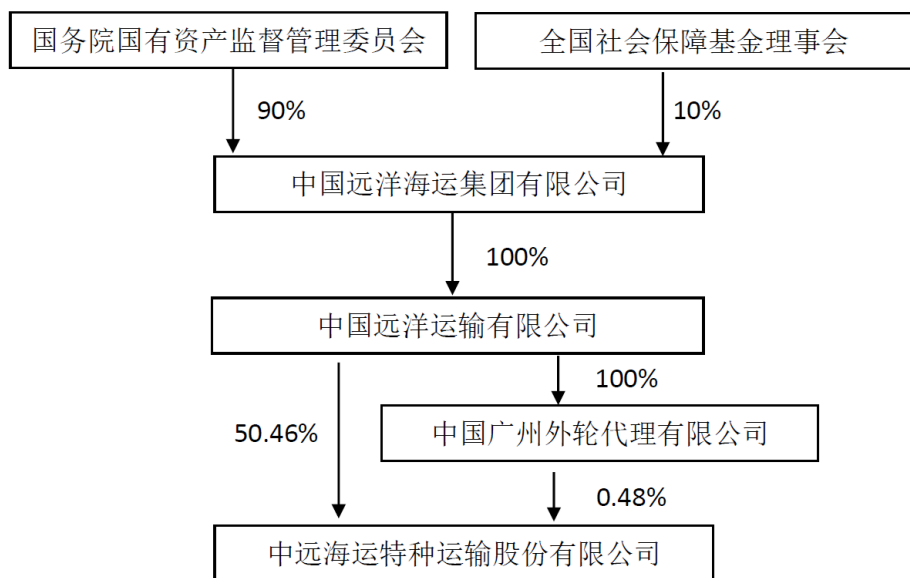 国务院国有资产监督管理委员会
全国社会保障基金理事会
90%
10%
中国远洋海运集团有限公司
100%
中国远洋运输有限公司
100%
50.46%
中国广州外轮代理有限公司
0.48%
中远海运特种运输股份有限公司